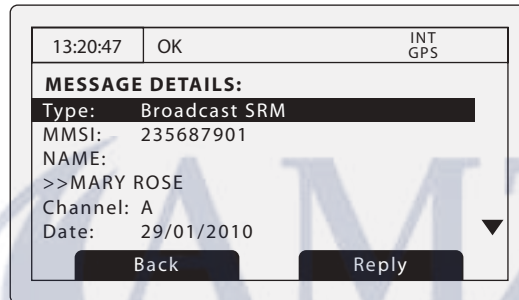 13:20:47 OK INT
GPS
MESSAGE DETAILS:
Type: Broadcast SRM
MMSI: 235687901
NAME:
>>MARY ROSE
Channel: A
Date: 29/01/2010
Back Reply